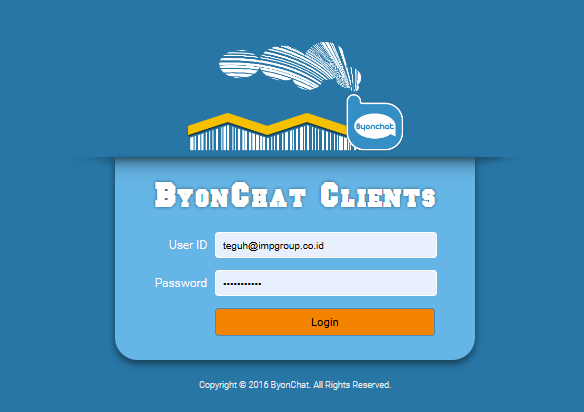 Byonchat
ByonChat Clients
User ID
teguh@impgroup.co.id
Password
•••••••••••
Login
Copyright © 2016 ByonChat. All Rights Reserved.